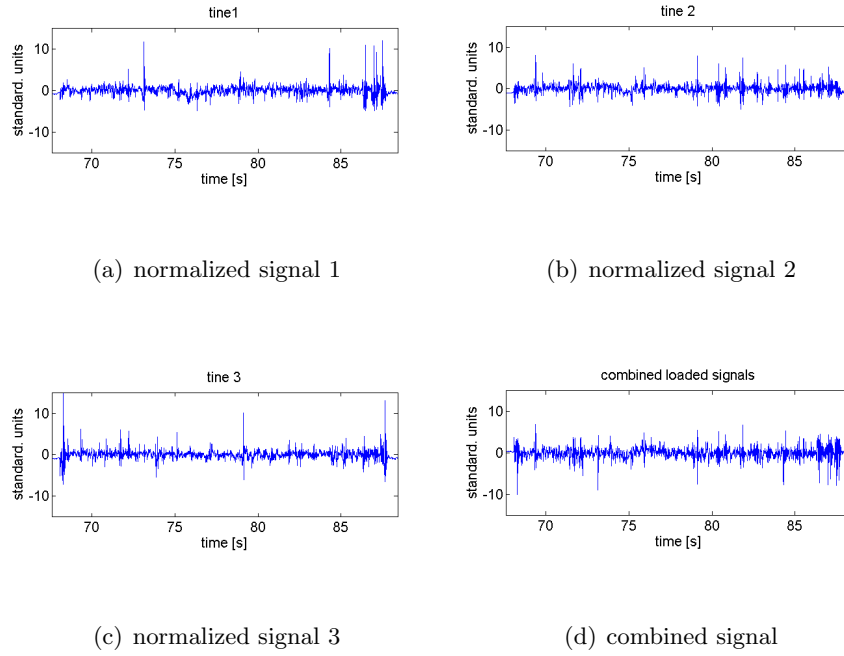 tine1
standard. units
10
0
-10
70 75 80 85
time [s]
(a) normalized signal 1
tine 2
standard. units
10
0
-10
70 75 80 85
time [s]
(b) normalized signal 2
tine 3
standard. units
10
0
-10
70 75 80 85
time [s]
(c) normalized signal 3
combined loaded signals
standard. units
10
0
-10
70 75 80 85
time [s]
(d) combined signal